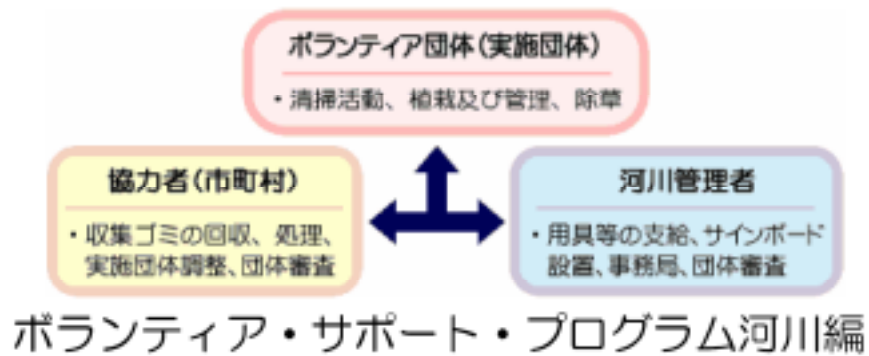 ボランティア団体(実施団体)
・清掃活動、植栽及び管理、除草
協力者(市町村)
・収集ゴミの回収、処理、
実施団体調整、団体審査
河川管理者
・用具等の支給、サインボード
設置、事務局、団体審査
ボランティア・サポート・プログラム河川編